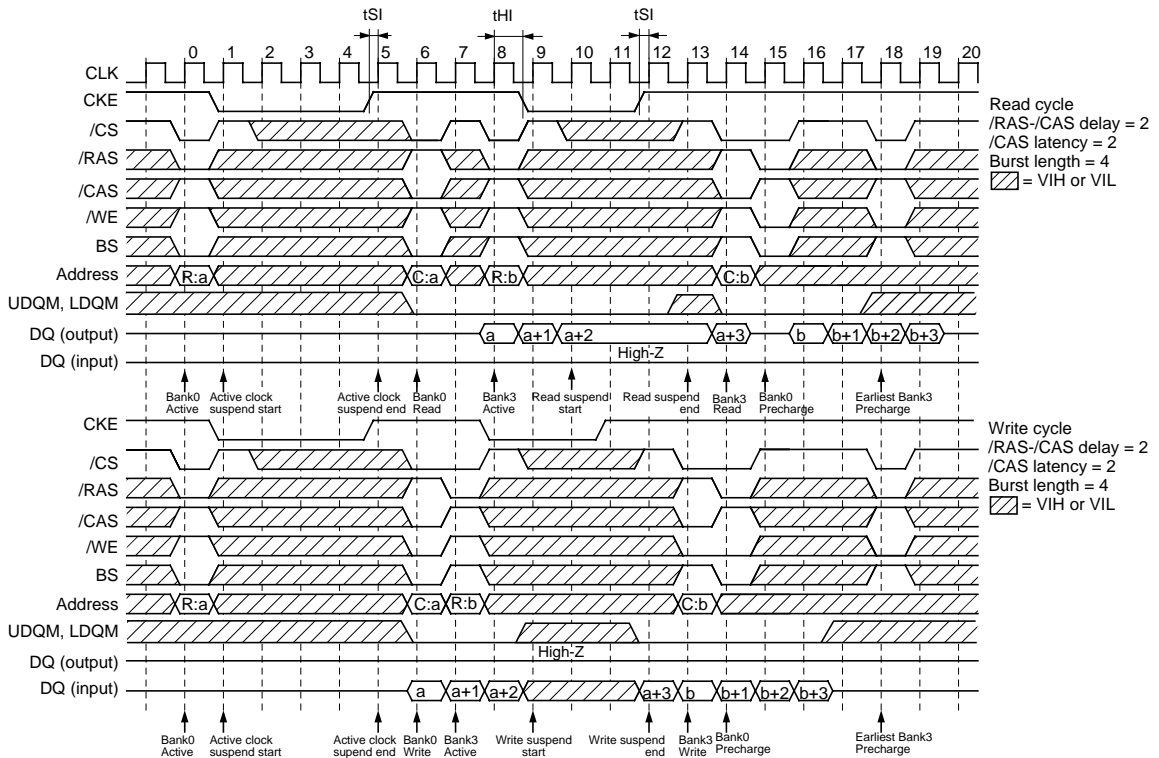 tSI tHI tSI
0 1 2 3 4 5 6 7 8 9 10 11 12 13 14 15 16 17 18 19 20
CLK
CKE
/CS
/RAS
/CAS
/WE
BS
Address R:a C:a R:b C:b
UDQM, LDQM
DQ (output) a a+1 a+2 a+3 b b+1 b+2 b+3
High-Z
DQ (input)
Bank0 Active
Active clock suspend start
Active clock suspend end
Bank0 Read
Bank3 Active
Read suspend start
Read suspend end
Bank3 Read
Bank0 Precharge
Earliest Bank3 Precharge
Read cycle
/RAS-/CAS delay = 2
/CAS latency = 2
Burst length = 4
= VIH or VIL
CKE
/CS
/RAS
/CAS
/WE
BS
Address R:a C:a R:b C:b
UDQM, LDQM
High-Z
DQ (output)
DQ (input) a a+1 a+2 a+3 b b+1 b+2 b+3
Bank0 Active
Active clock suspend start
Active clock supend end
Bank0 Write
Bank3 Active
Write suspend start
Write suspend end
Bank3 Write
Bank0 Precharge
Earliest Bank3 Precharge
Write cycle
/RAS-/CAS delay = 2
/CAS latency = 2
Burst length = 4
= VIH or VIL